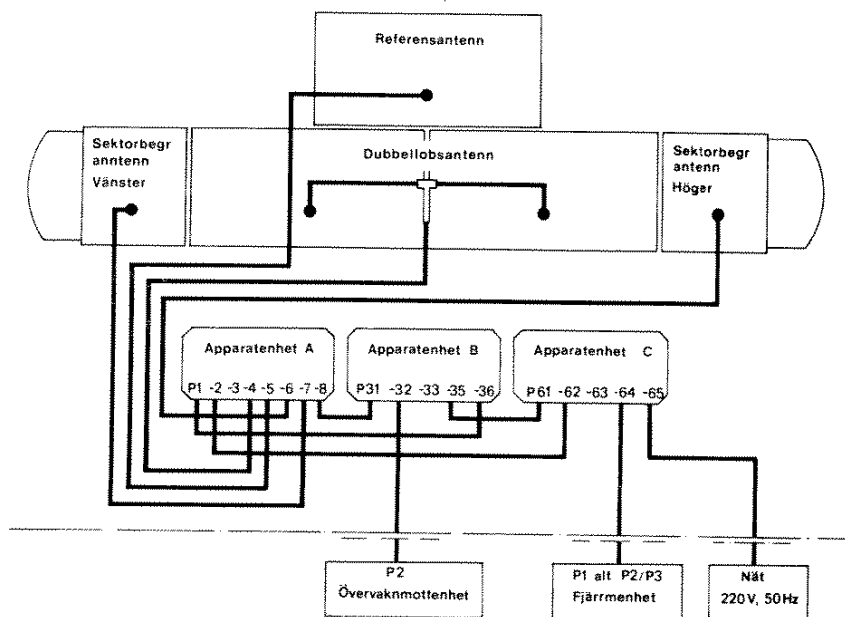 Referensantenn
Sektorbegr
anntenn
Vänster
Dubbellobsantenn
Sektorbegr
antenn
Höger
Apparatenhet A
P1 -2 -3 -4 -5 -6 -7 -8
Apparatenhet B
P31 -32 -33 -35 -36
Apparatenhet C
P61 -62 -63 -64 -65
P2
Övervaknmottenhet
P1 alt P2/P3
Fjärrmenhet
Nät
220V, 50Hz